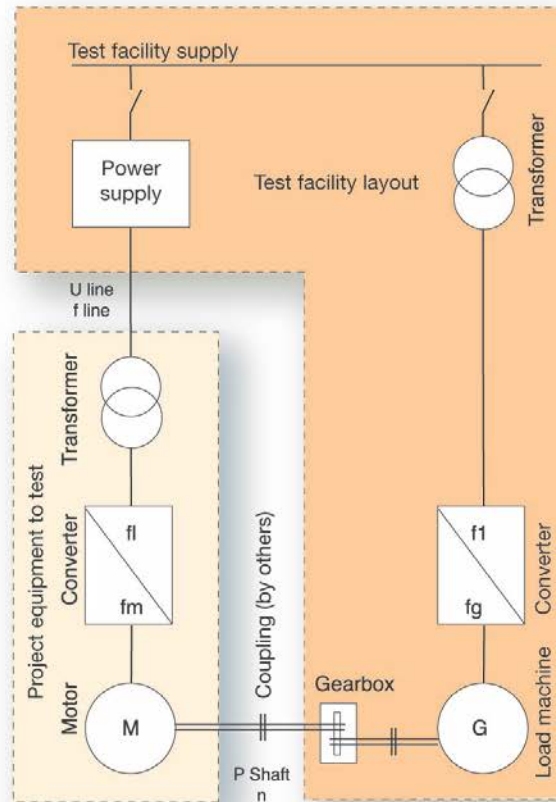 Test facility supply
Power
supply
Test facility layout
Transformer
U line
f line
Project equipment to test
Transformer
Converter
fl
fm
Motor
M
Coupling (by others)
P Shaft
n
Gearbox
f1
fg
Converter
G
Load machine